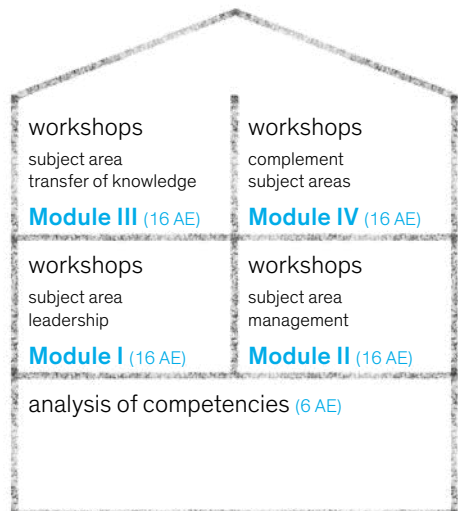 workshops
subject area
transfer of knowledge
Module III (16 AE)
workshops
complement
subject areas
Module IV (16 AE)
workshops
subject area
leadership
Module I (16 AE)
workshops
subject area
management
Module II (16 AE)
analysis of competencies (6 AE)